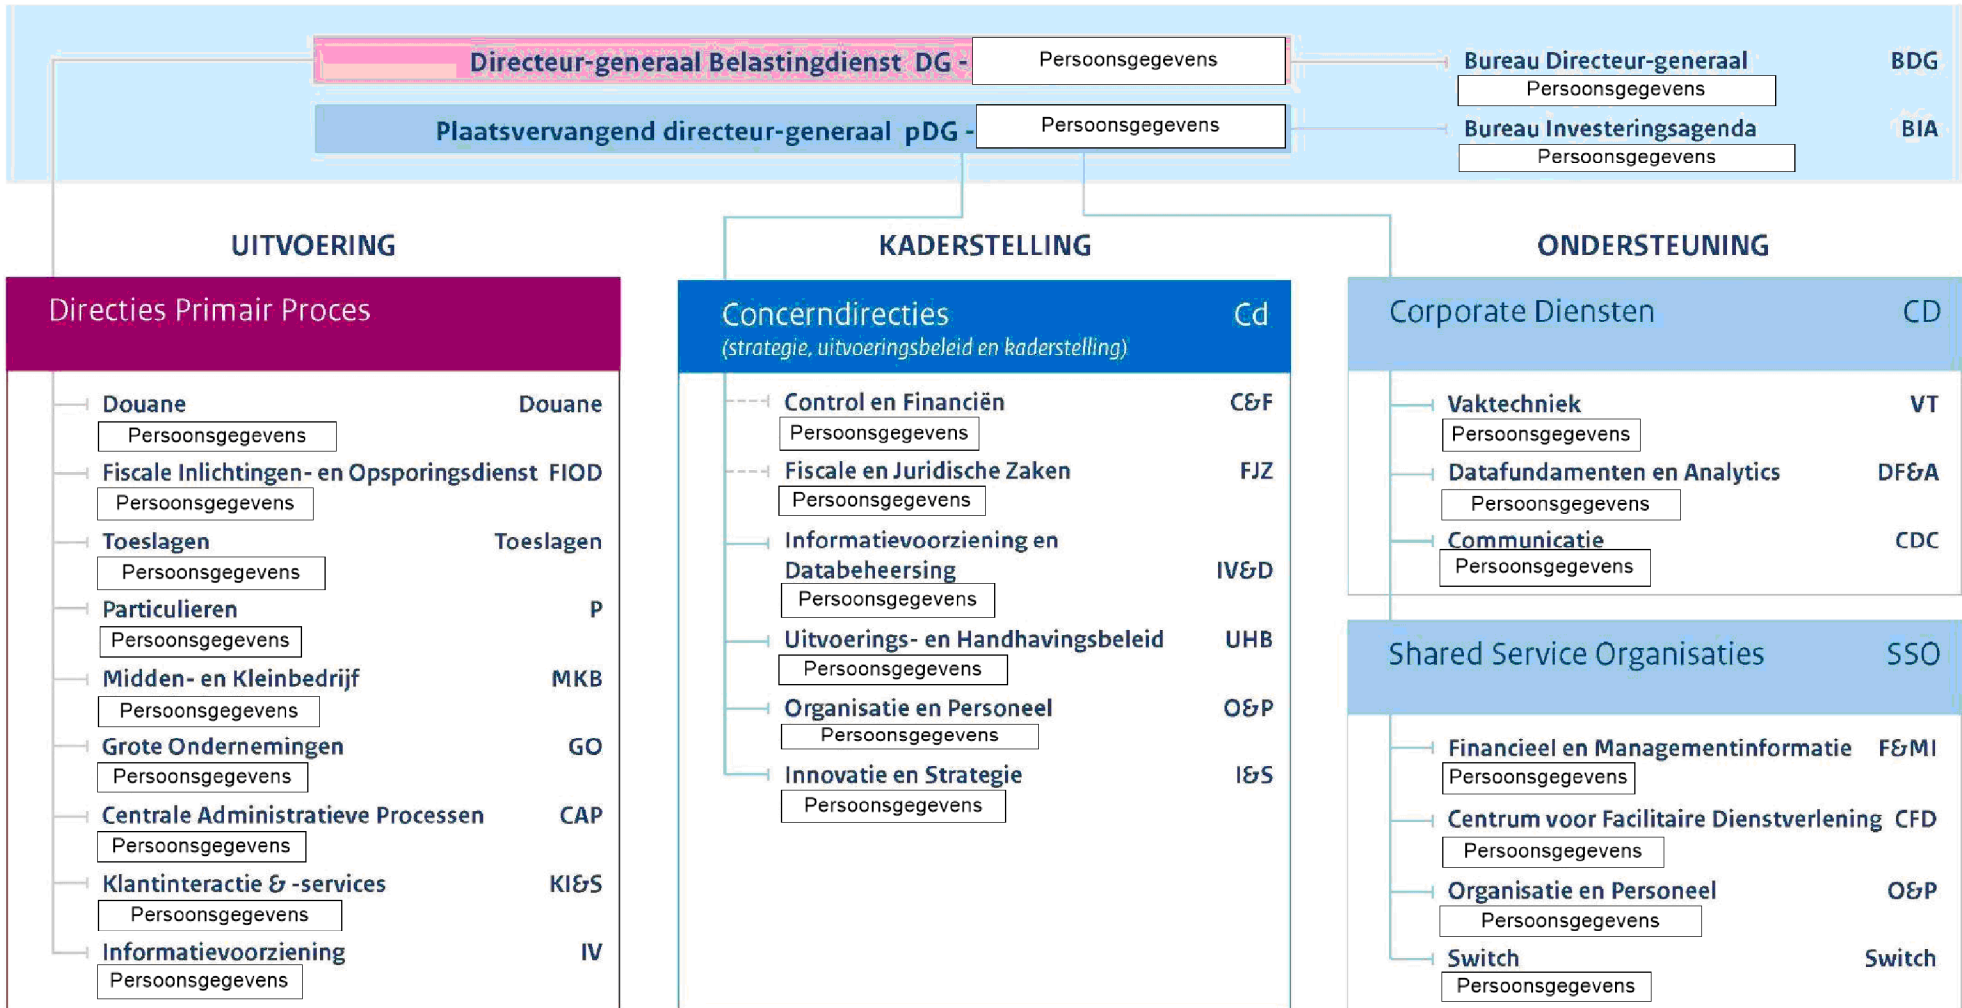 Directeur-generaal Belastingdienst DG - Persoonsgegevens
Bureau Directeur-generaal BDG
Persoonsgegevens
Plaatsvervangend directeur-generaal pDG - Persoonsgegevens
Bureau Investeringsagenda BIA
Persoonsgegevens
UITVOERING
Directies Primair Proces
Douane Douane
Persoonsgegevens
Fiscale Inlichtingen- en Opsporingsdienst FIOD
Persoonsgegevens
Toeslagen Toeslagen
Persoonsgegevens
Particulieren P
Persoonsgegevens
Midden- en Kleinbedrijf MKB
Persoonsgegevens
Grote Ondernemingen GO
Persoonsgegevens
Centrale Administratieve Processen CAP
Persoonsgegevens
Klantinteractie & -services KI&S
Persoonsgegevens
Informatievoorziening IV
Persoonsgegevens
KADERSTELLING
Concerndirecties Cd
(strategie, uitvoeringsbeleid en kaderstelling)
Control en Financiën C&F
Persoonsgegevens
Fiscale en Juridische Zaken FJZ
Persoonsgegevens
Informatievoorziening en
Databeheersing IV&D
Persoonsgegevens
Uitvoerings- en Handhavingsbeleid UHB
Persoonsgegevens
Organisatie en Personeel O&P
Persoonsgegevens
Innovatie en Strategie I&S
Persoonsgegevens
ONDERSTEUNING
Corporate Diensten CD
Vaktechniek VT
Persoonsgegevens
Datafundamenten en Analytics DF&A
Persoonsgegevens
Communicatie CDC
Persoonsgegevens
Shared Service Organisaties SSO
Financieel en Managementinformatie F&MI
Persoonsgegevens
Centrum voor Facilitaire Dienstverlening CFD
Persoonsgegevens
Organisatie en Personeel O&P
Persoonsgegevens
Switch Switch
Persoonsgegevens